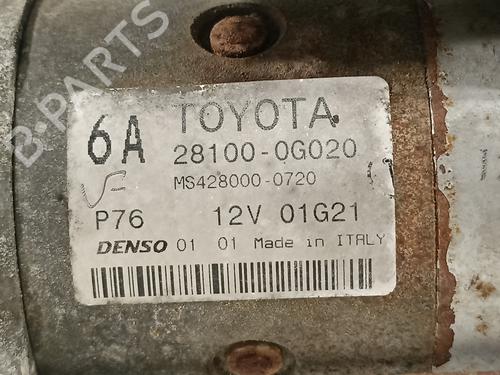 TOYOTA
6A
28100-0G020
MS428000-0720
P76 12V 01G21
DENSO 01 01 Made in ITALY
B-PARTS